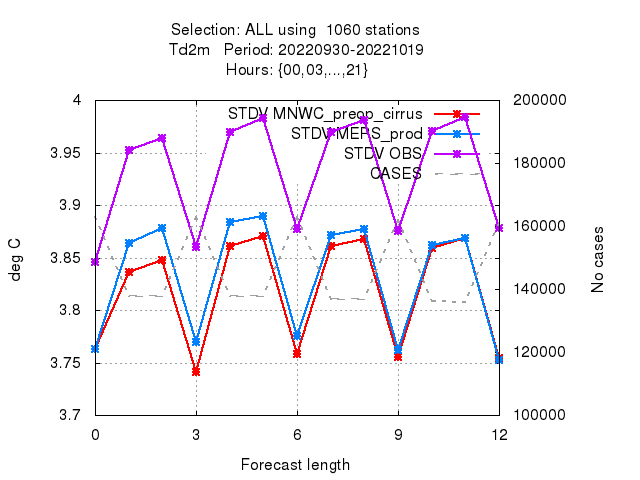 Selection: ALL using  1060 stations
Td2m   Period: 20220930-20221019
Hours: {00,03,...,21}
STDV MNWC_preop_cirrus
STDV MEPS_prod
STDV OBS
CASES
4
3.95
3.9
3.85
3.8
3.75
3.7
deg C
200000
180000
160000
140000
120000
100000
No cases
0 3 6 9 12
Forecast length